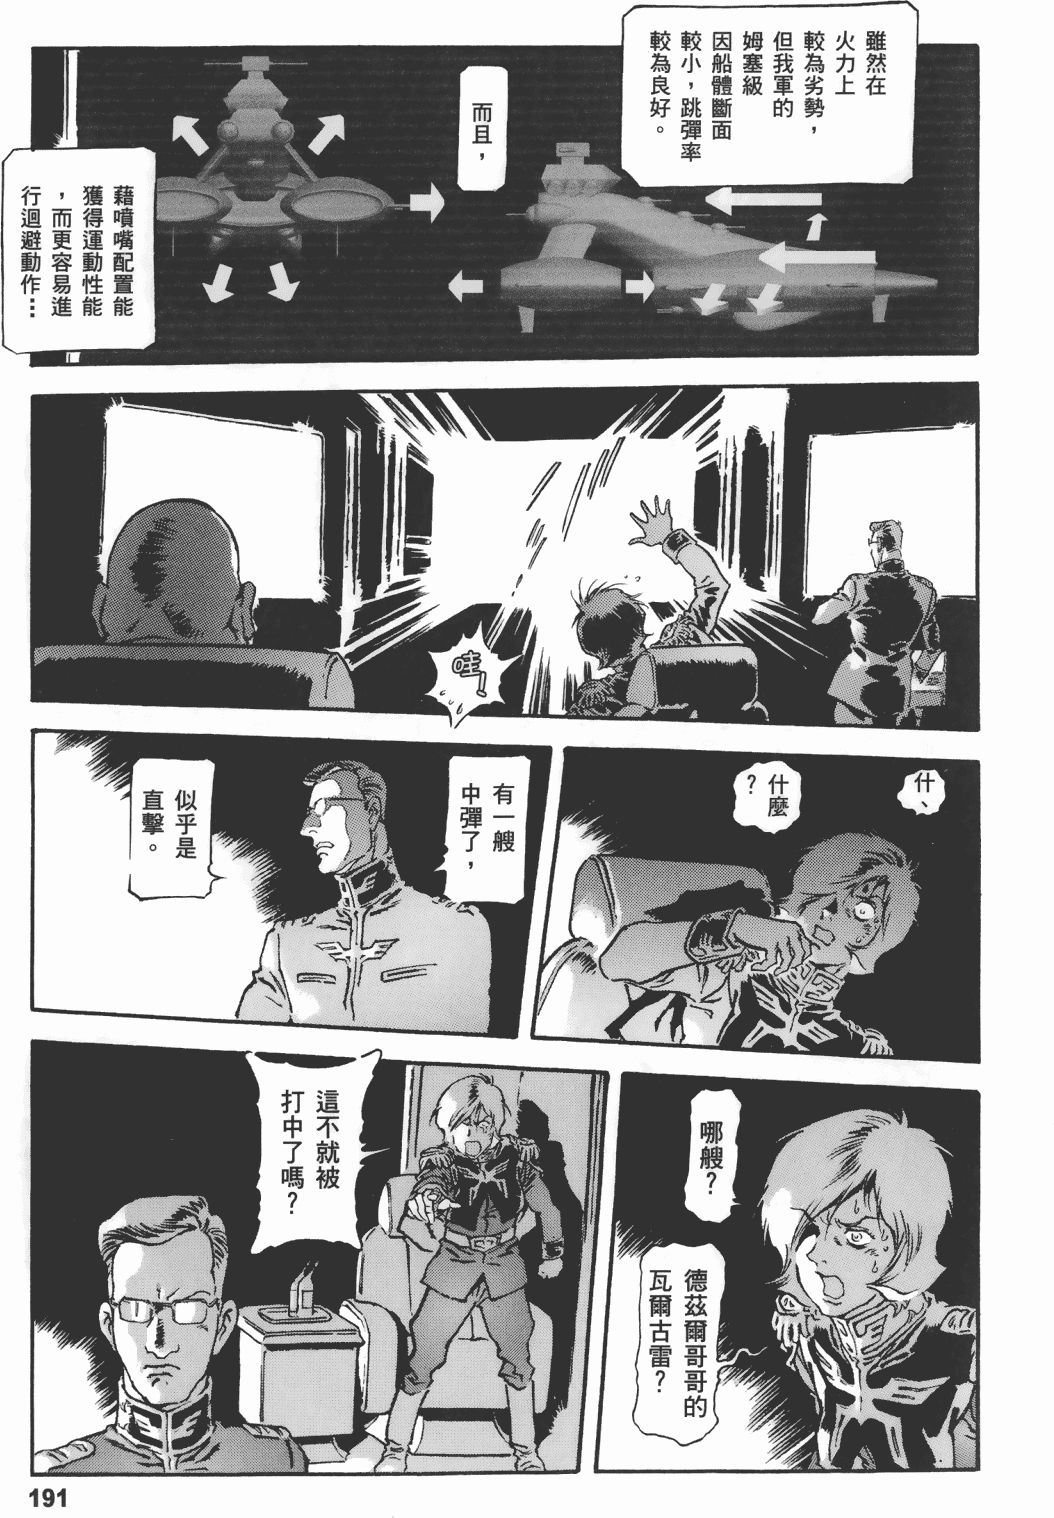 雖然在
火力上
較為劣勢，
但我軍的
姆塞級
因船體斷面
較小，跳彈率
較為良好。
而且，
藉噴嘴配置能
獲得運動性能
，而更容易進
行迴避動作…
哇！
什、
什麼
？
有一艘
中彈了，
似乎是
直擊。
哪艘？
德茲爾哥哥的
瓦爾古雷？
這不就被
打中了嗎？
191